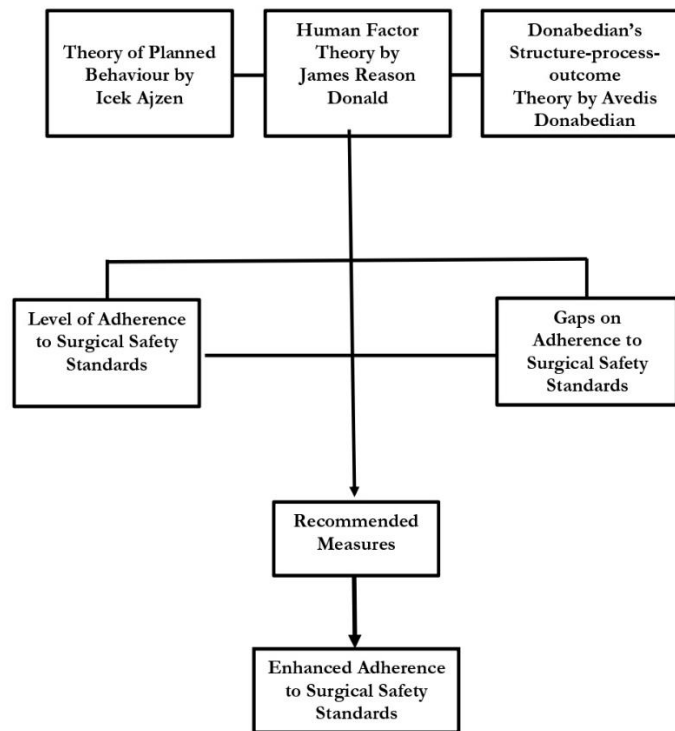 Theory of Planned
Behaviour by
Icek Ajzen
Human Factor
Theory by
James Reason
Donald
Donabedian's
Structure-process-
outcome
Theory by Avedis
Donabedian
Level of Adherence
to Surgical Safety
Standards
Gaps on
Adherence to
Surgical Safety
Standards
Recommended
Measures
Enhanced Adherence
to Surgical Safety
Standards